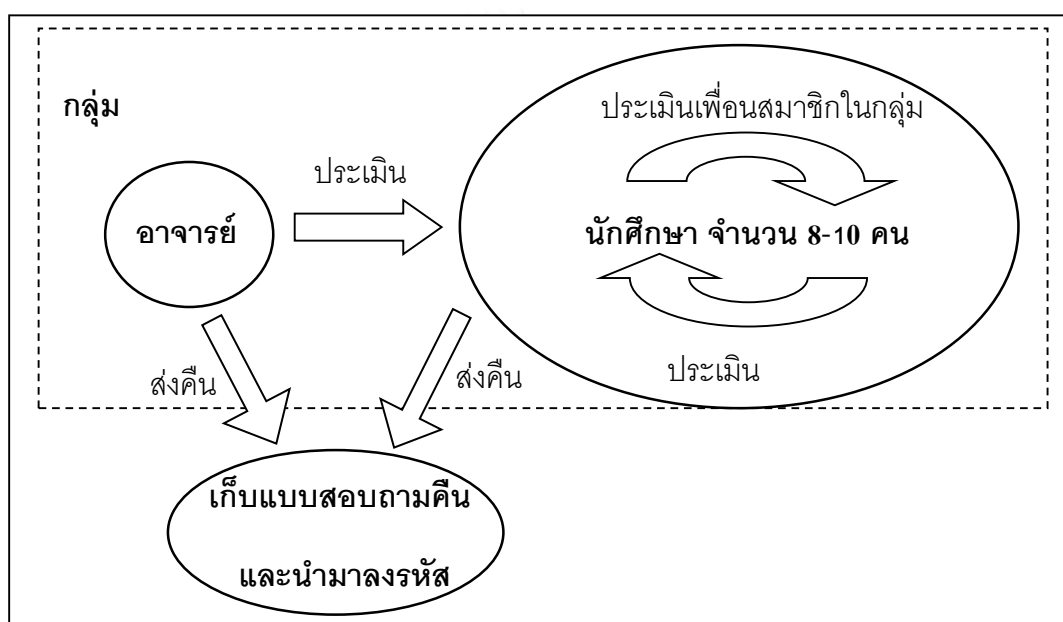 กลุ่ม
ประเมินเพื่อนสมาชิกในกลุ่ม
ประเมิน
อาจารย์
นักศึกษา จำนวน 8-10 คน
ประเมิน
ส่งคืน
ส่งคืน
เก็บแบบสอบถามคืน
และนำมาลงรหัส